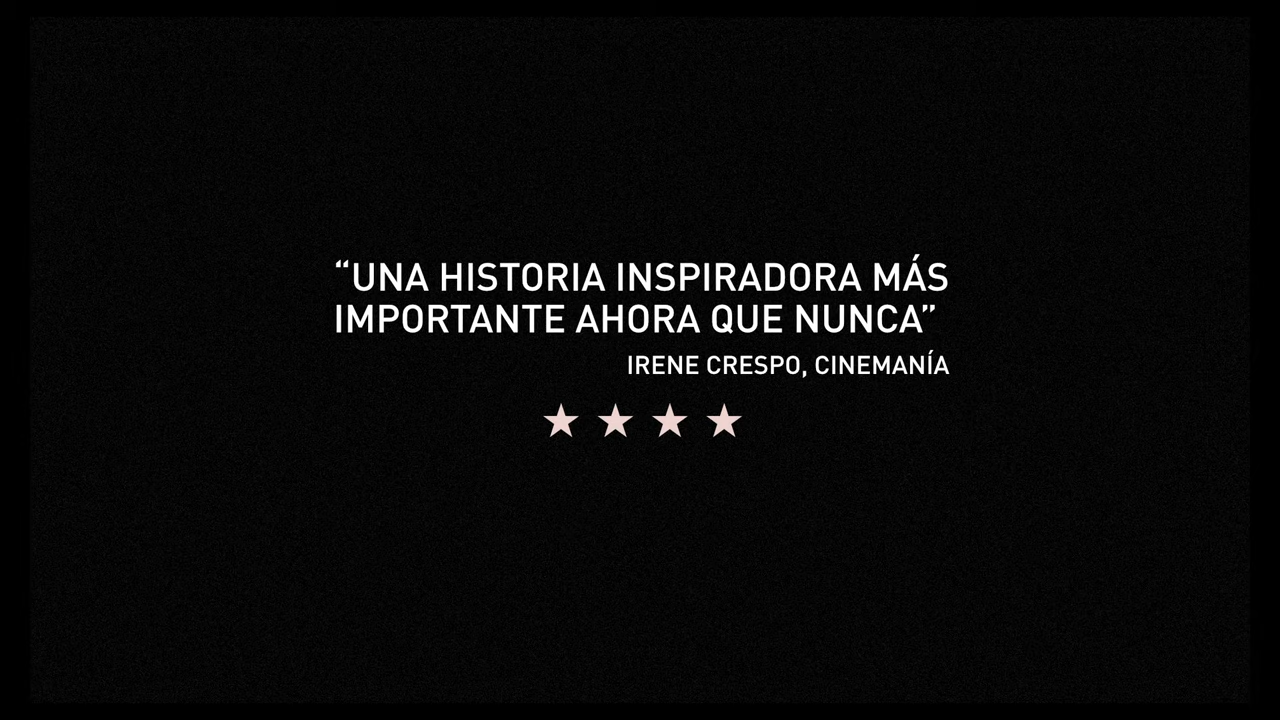 “UNA HISTORIA INSPIRADORA MÁS
IMPORTANTE AHORA QUE NUNCA”
IRENE CRESPO, CINEMANÍA